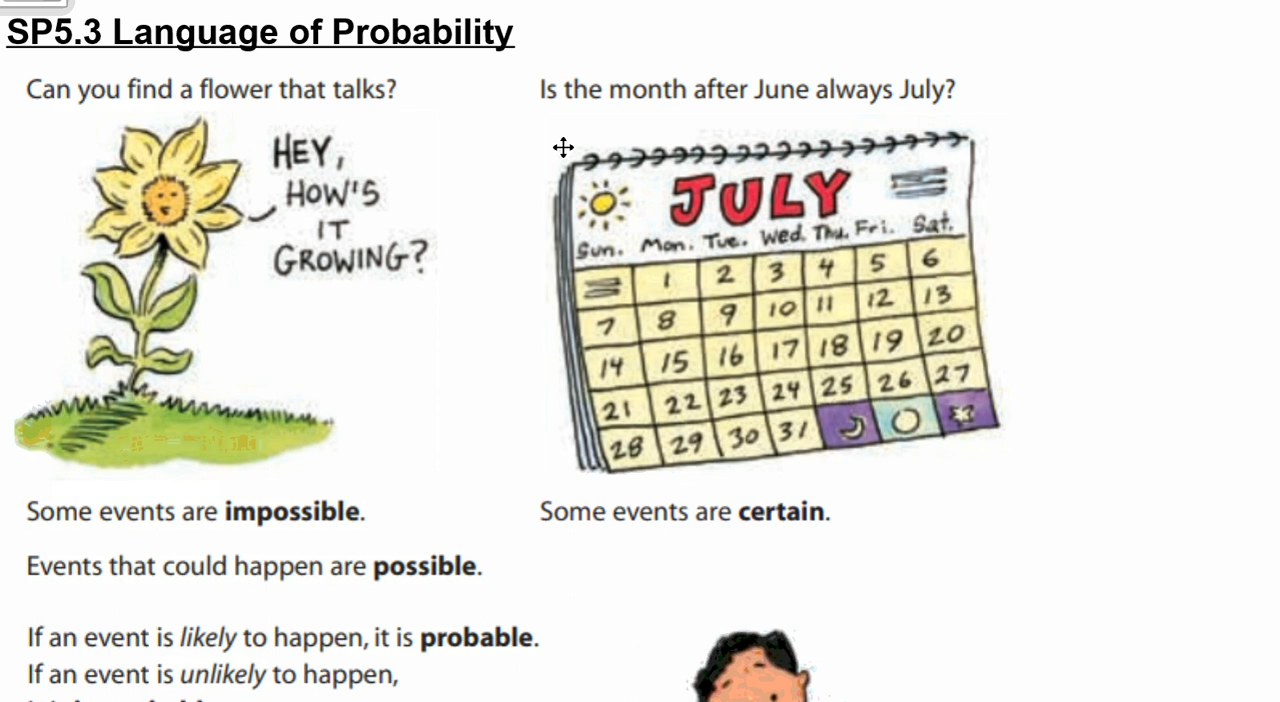 SP5.3 Language of Probability
Can you find a flower that talks?
HEY,
HOW'S
IT
GROWING?
Some events are impossible.
Is the month after June always July?
JULY
Sun. Mon. Tue. Wed. Thu. Fri. Sat.
1 2 3 4 5 6
7 8 9 10 11 12 13
14 15 16 17 18 19 20
21 22 23 24 25 26 27
28 29 30 31
Some events are certain.
Events that could happen are possible.
If an event is likely to happen, it is probable.
If an event is unlikely to happen,